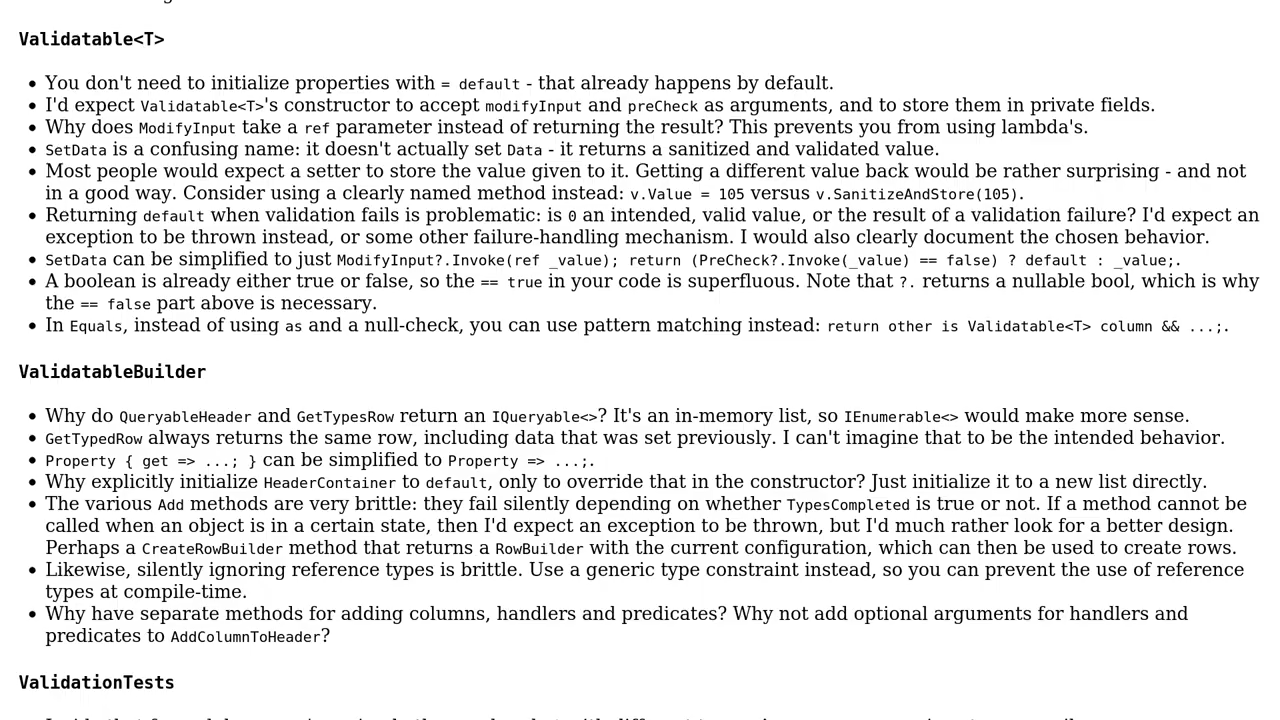 Validatable<T>
• You don't need to initialize properties with = default - that already happens by default.
• I'd expect Validatable<T>'s constructor to accept modifyInput and preCheck as arguments, and to store them in private fields.
• Why does ModifyInput take a ref parameter instead of returning the result? This prevents you from using lambda's.
• SetData is a confusing name: it doesn't actually set Data - it returns a sanitized and validated value.
• Most people would expect a setter to store the value given to it. Getting a different value back would be rather surprising - and not
in a good way. Consider using a clearly named method instead: v.Value = 105 versus v.SanitizeAndStore(105).
• Returning default when validation fails is problematic: is 0 an intended, valid value, or the result of a validation failure? I'd expect an
exception to be thrown instead, or some other failure-handling mechanism. I would also clearly document the chosen behavior.
• SetData can be simplified to just ModifyInput?.Invoke(ref _value); return (PreCheck?.Invoke(_value) == false) ? default : _value;.
• A boolean is already either true or false, so the == true in your code is superfluous. Note that ?. returns a nullable bool, which is why
the == false part above is necessary.
• In Equals, instead of using as and a null-check, you can use pattern matching instead: return other is Validatable<T> column && ...;.
ValidatableBuilder
• Why do QueryableHeader and GetTypesRow return an IQueryable<>? It's an in-memory list, so IEnumerable<> would make more sense.
• GetTypedRow always returns the same row, including data that was set previously. I can't imagine that to be the intended behavior.
• Property { get => ...; } can be simplified to Property => ...;.
• Why explicitly initialize HeaderContainer to default, only to override that in the constructor? Just initialize it to a new list directly.
• The various Add methods are very brittle: they fail silently depending on whether TypesCompleted is true or not. If a method cannot be
called when an object is in a certain state, then I'd expect an exception to be thrown, but I'd much rather look for a better design.
Perhaps a CreateRowBuilder method that returns a RowBuilder with the current configuration, which can then be used to create rows.
• Likewise, silently ignoring reference types is brittle. Use a generic type constraint instead, so you can prevent the use of reference
types at compile-time.
• Why have separate methods for adding columns, handlers and predicates? Why not add optional arguments for handlers and
predicates to AddColumnToHeader?
ValidationTests